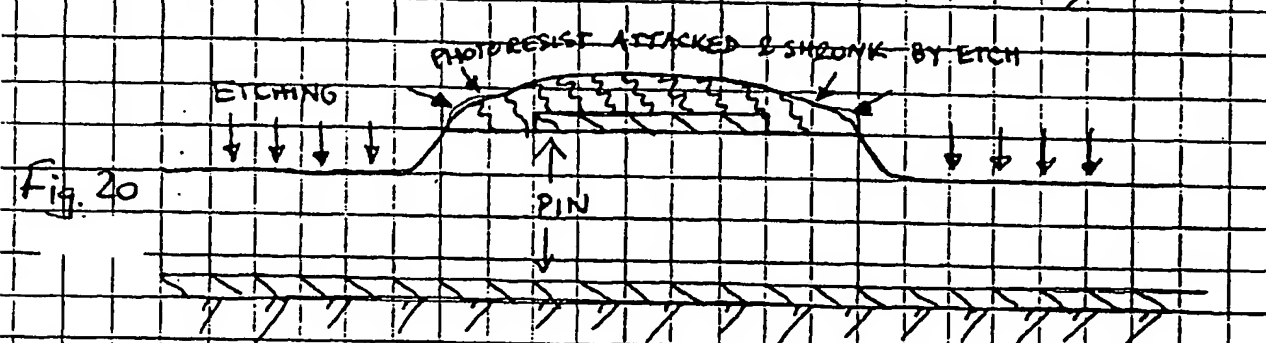 PHOTORESIST ATTACKED & SHRUNK BY ETCH
ETCHING
Fig. 20
PIN